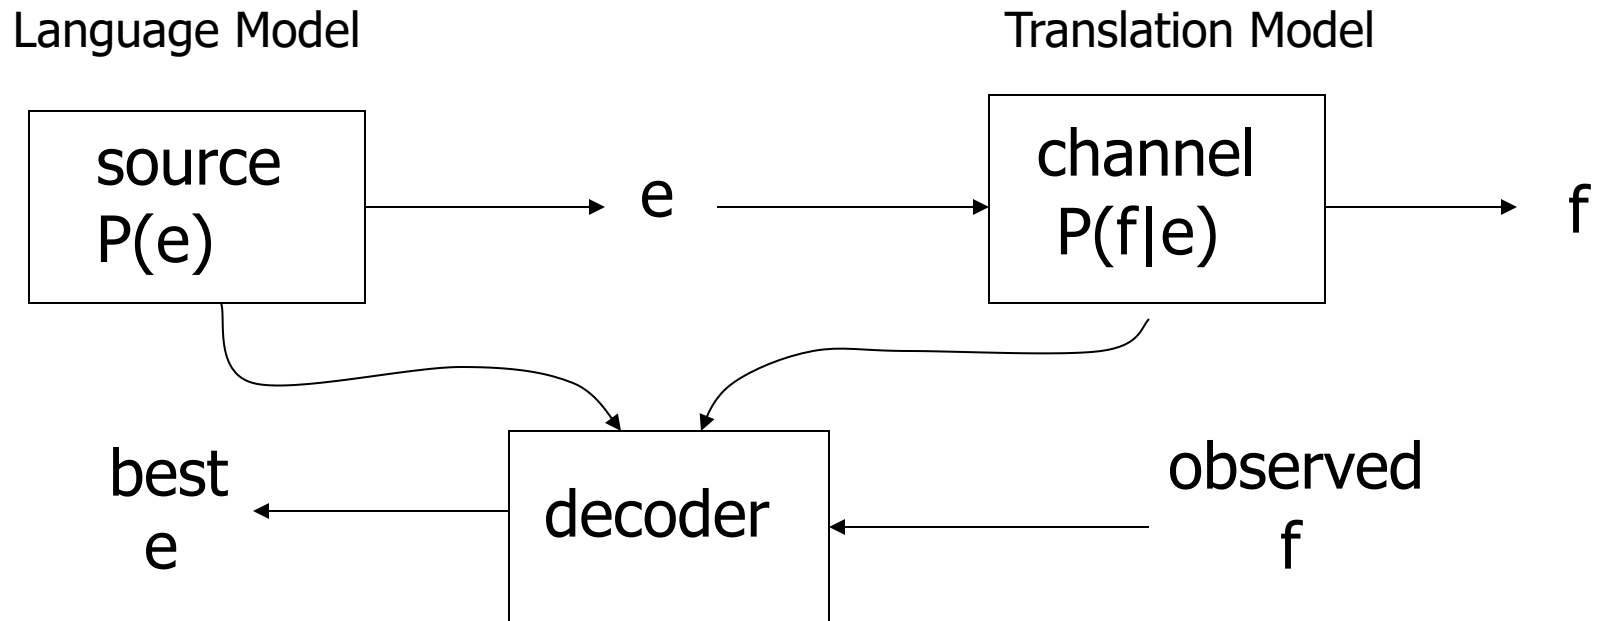 Language Model
Translation Model
source
P(e)
e
channel
P(f|e)
f
best
e
decoder
observed
f